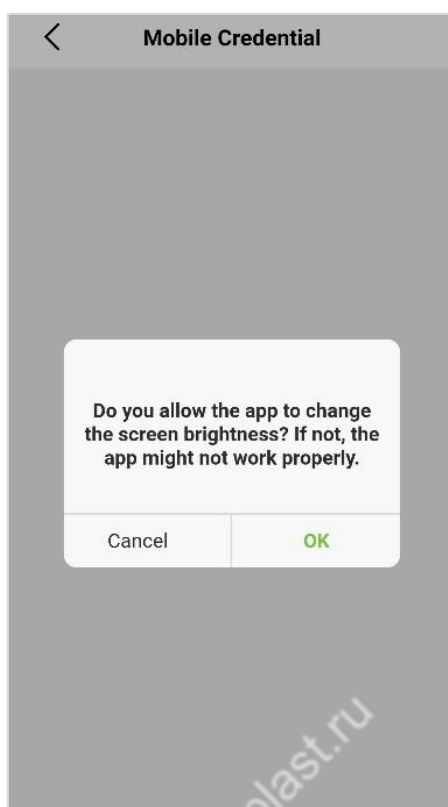 Mobile Credential
Do you allow the app to change
the screen brightness? If not, the
app might not work properly.
Cancel OK